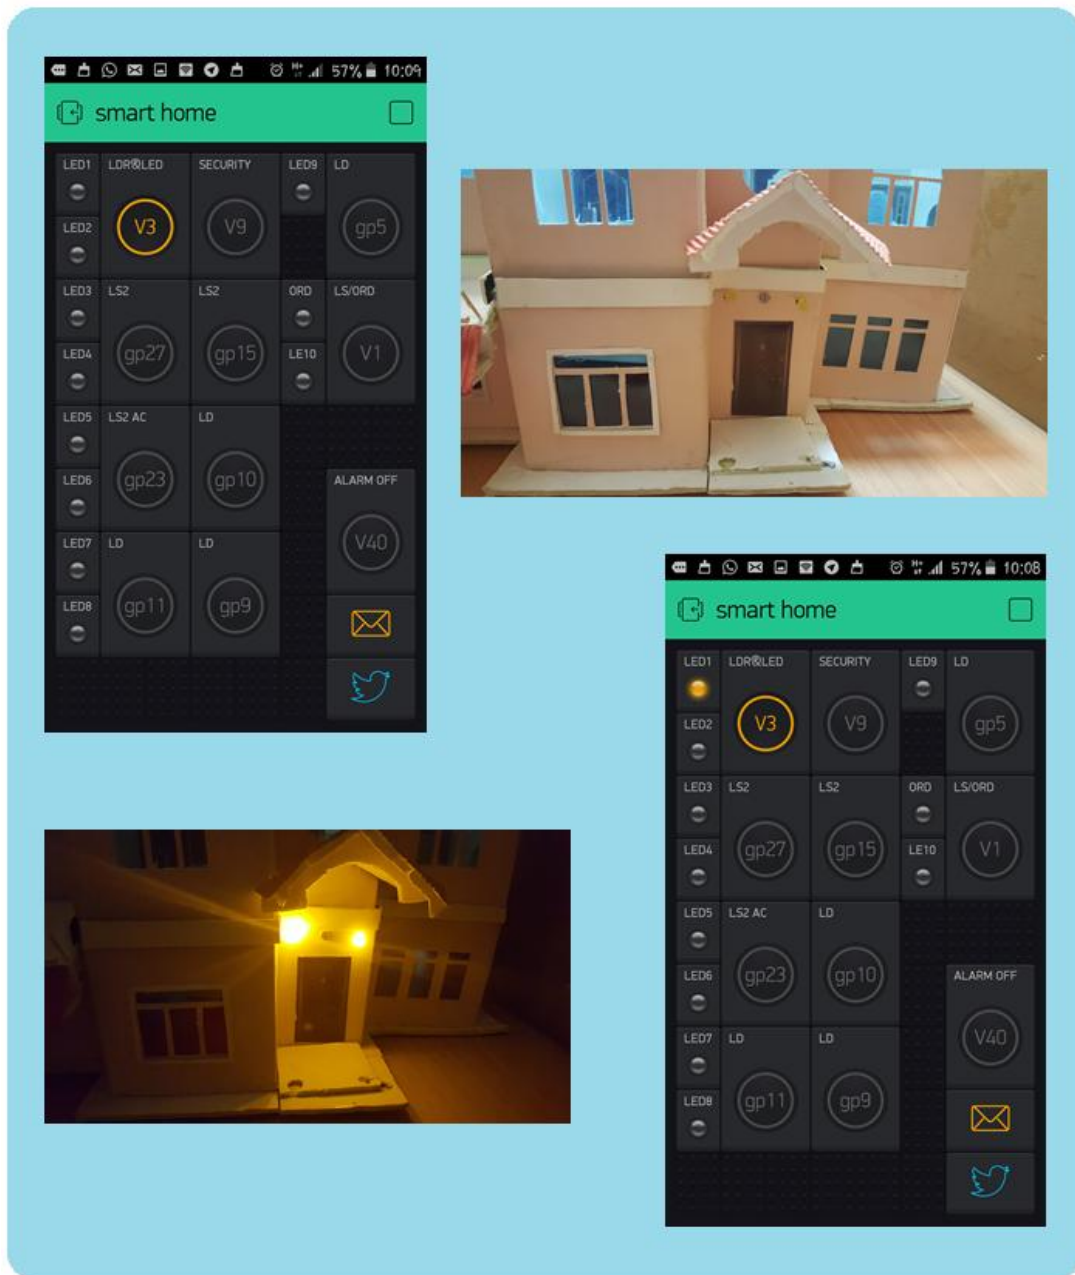 57% 10:09
smart home
LED1 LDR®LED SECURITY LED9 LD
V3 V9 gp5
LED2
LED3 LS2 LS2 ORD LS/ORD
gp27 gp15 V1
LED4 LE10
LED5 LS2 AC LD
gp23 gp10
LED6 ALARM OFF
LED7 LD LD V40
gp11 gp9
LED8
57% 10:08
smart home
LED1 LDR®LED SECURITY LED9 LD
V3 V9 gp5
LED2
LED3 LS2 LS2 ORD LS/ORD
gp27 gp15 V1
LED4 LE10
LED5 LS2 AC LD
gp23 gp10
LED6 ALARM OFF
LED7 LD LD V40
gp11 gp9
LED8